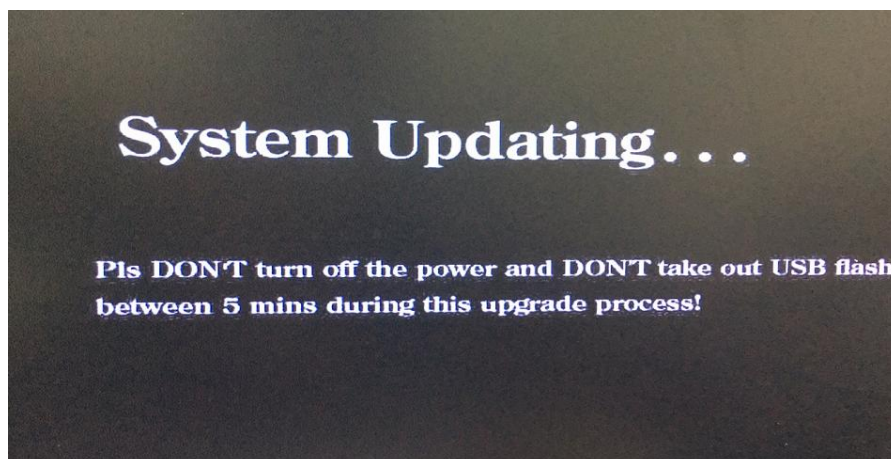 System Updating...
Pls DON'T turn off the power and DON'T take out USB flash
between 5 mins during this upgrade process!